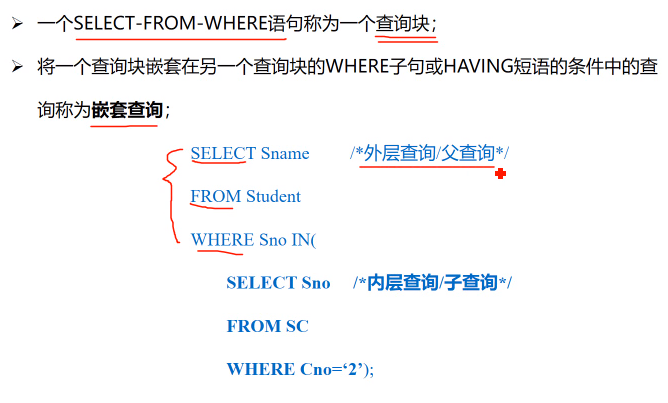 ➢ 一个SELECT-FROM-WHERE语句称为一个查询块；
➢ 将一个查询块嵌套在另一个查询块的WHERE子句或HAVING短语的条件中的查
询称为嵌套查询；
SELECT Sname /*外层查询/父查询*/
FROM Student
WHERE Sno IN(
SELECT Sno /*内层查询/子查询*/
FROM SC
WHERE Cno=‘2’);